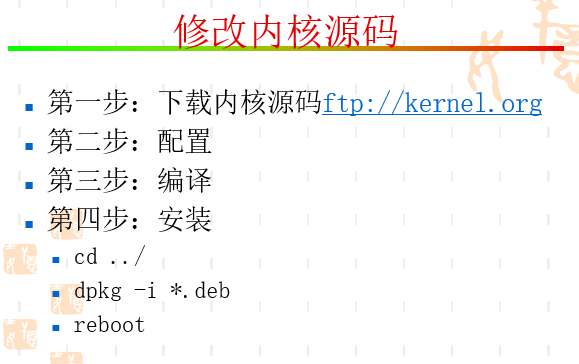 修改内核源码
第一步：下载内核源码ftp://kernel.org
第二步：配置
第三步：编译
第四步：安装
cd ../
dpkg -i *.deb
reboot